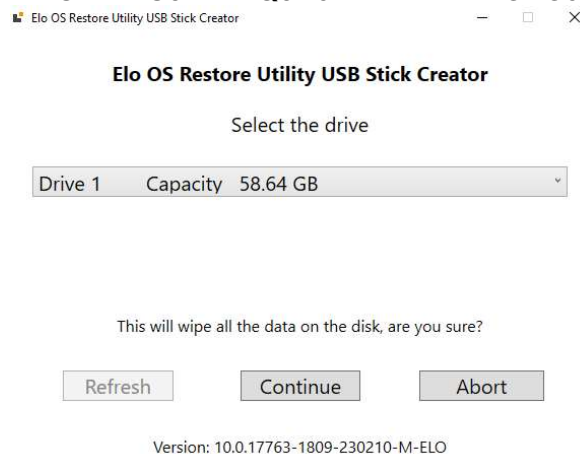 Elo OS Restore Utility USB Stick Creator
Elo OS Restore Utility USB Stick Creator
Select the drive
Drive 1 Capacity 58.64 GB
This will wipe all the data on the disk, are you sure?
Refresh Continue Abort
Version: 10.0.17763-1809-230210-M-ELO